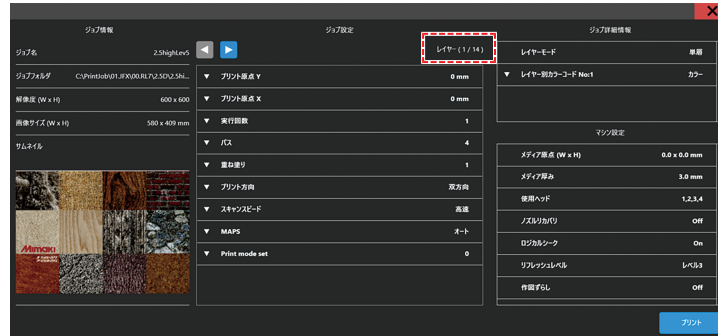 ジョブ情報
ジョブ名 2.5highLev5
ジョブフォルダ C:\PrintJob\01.JFX\00.RL7\2.5D\2.5hi...
解像度 (W x H) 600 x 600
画像サイズ (W x H) 580 x 409 mm
サムネイル
Mimaki
ジョブ設定
レイヤー ( 1 / 14 )
プリント原点 Y 0 mm
プリント原点 X 0 mm
実行回数 1
パス 4
重ね塗り 1
プリント方向 双方向
スキャンスピード 高速
MAPS オート
Print mode set 0
ジョブ詳細情報
レイヤーモード 単層
レイヤー別カラーコード No:1 カラー
マシン設定
メディア原点 (W x H) 0.0 x 0.0 mm
メディア厚み 3.0 mm
使用ヘッド 1,2,3,4
ノズルリカバリ Off
ロジカルシーク On
リフレッシュレベル レベル3
作図ずらし Off
プリント